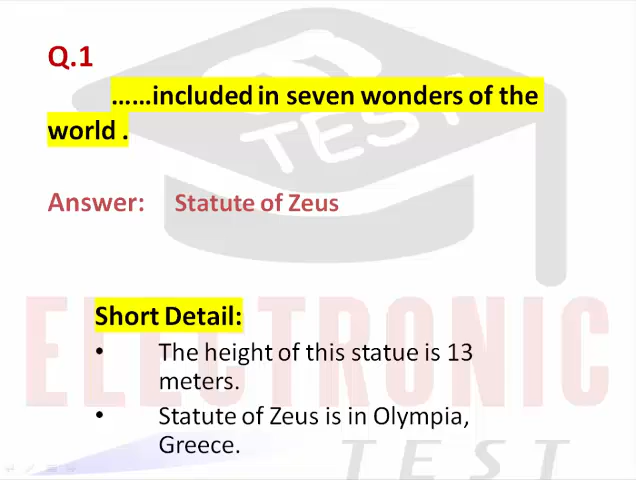 Q.1
……included in seven wonders of the
world .
Answer: Statute of Zeus
Short Detail:
• The height of this statue is 13
meters.
• Statute of Zeus is in Olympia,
Greece.
TEST
ELECTRONIC
TEST